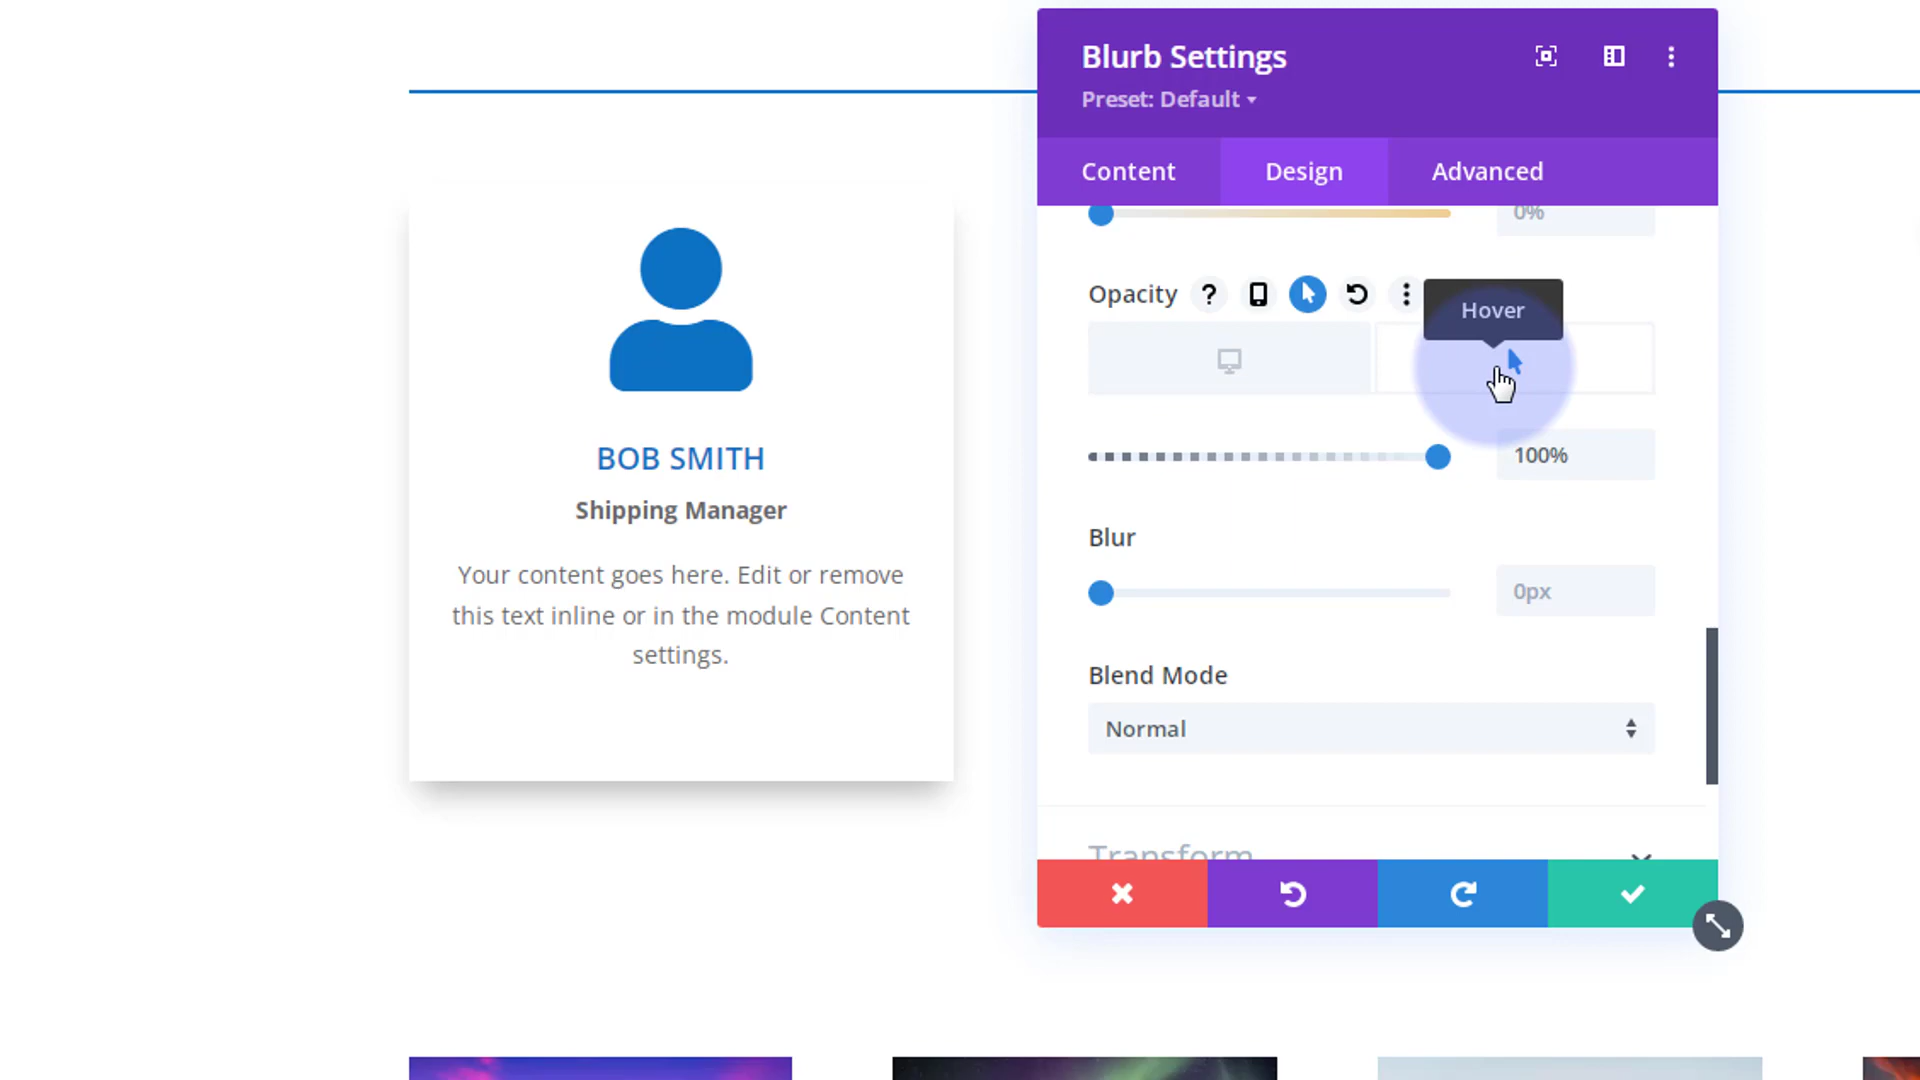 Blurb Settings
Preset: Default
Content
Design
Advanced
0%
Opacity
?
Hover
100%
Blur
0px
Blend Mode
Normal
Transform
BOB SMITH
Shipping Manager
Your content goes here. Edit or remove
this text inline or in the module Content
settings.